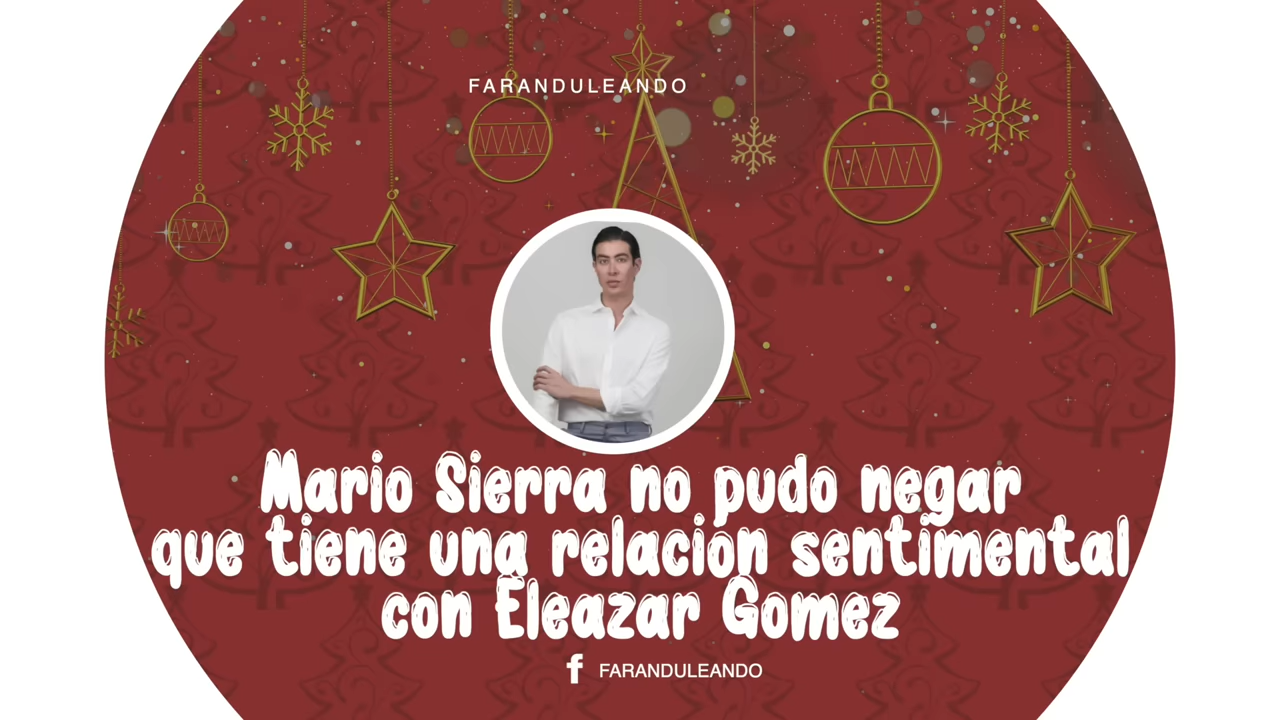 FARANDULEANDO
Mario Sierra no pudo negar
que tiene una relación sentimental
con Eleazar Gomez
f FARANDULEANDO